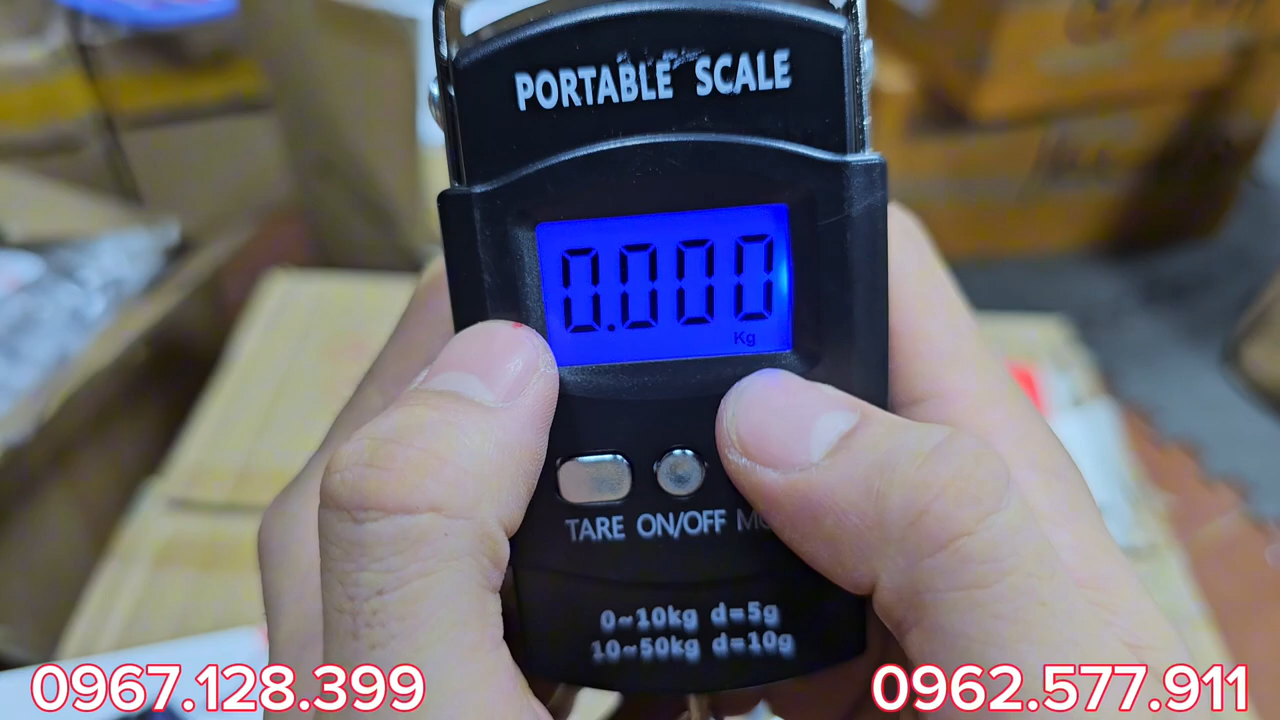 PORTABLE SCALE
0.000
Kg
TARE ON/OFF
0~10kg d=5g
10~50kg d=10g
0967.128.399
0962.577.911